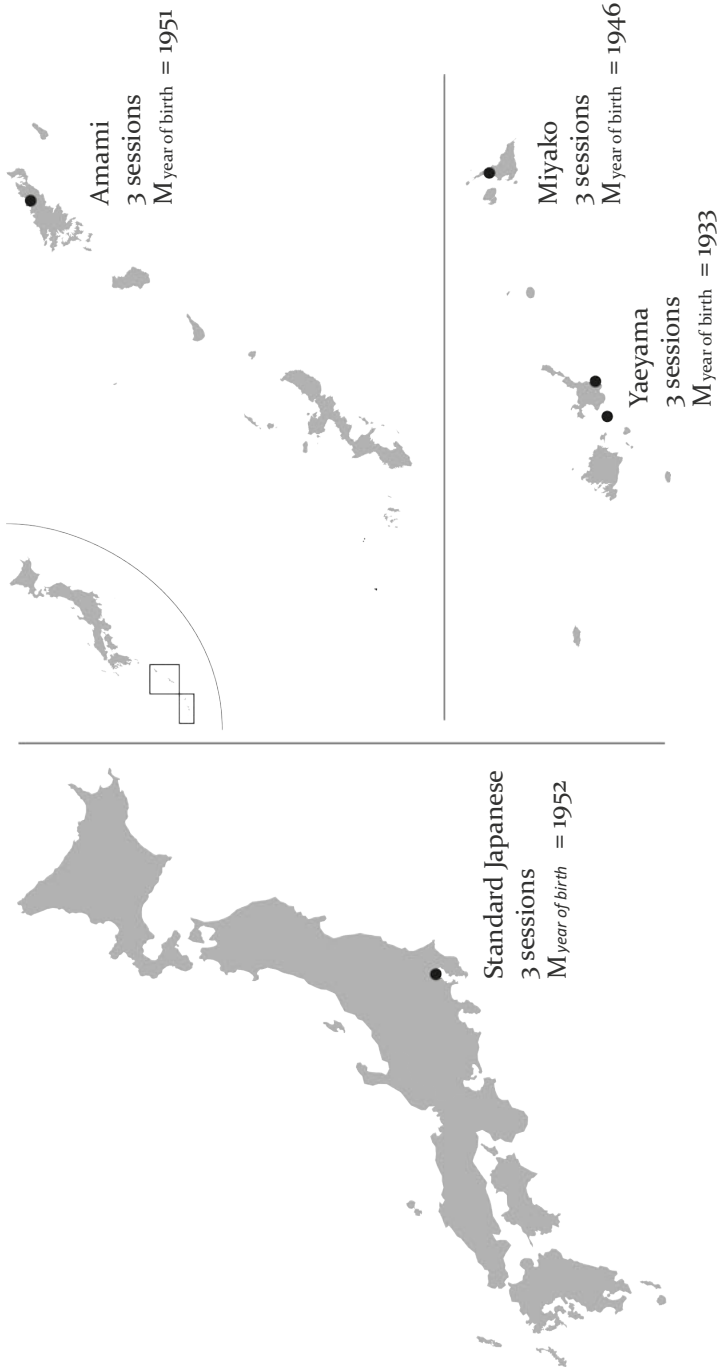 Standard Japanese
3 sessions
M year of birth = 1952
Amami
3 sessions
M year of birth = 1951
Yaeyama
3 sessions
M year of birth = 1933
Miyako
3 sessions
M year of birth = 1946